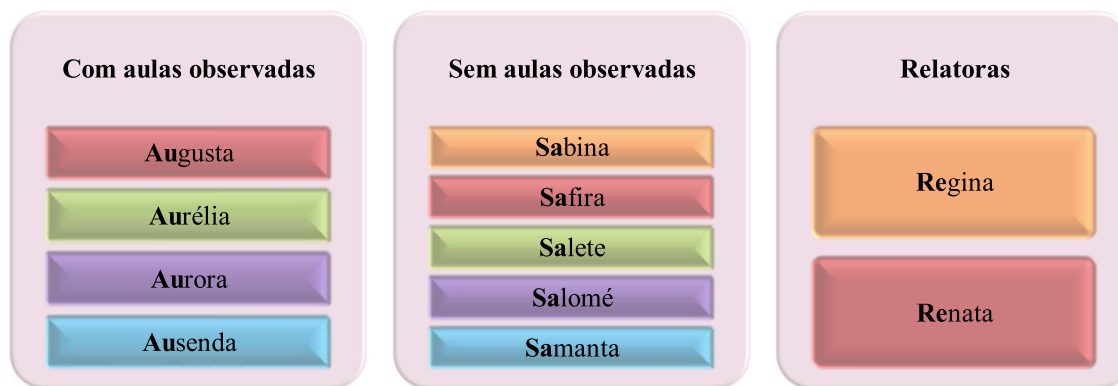 Com aulas observadas
Augusta
Aurélia
Aurora
Ausenda
Sem aulas observadas
Sabina
Safira
Salete
Salomé
Samanta
Relatoras
Regina
Renata